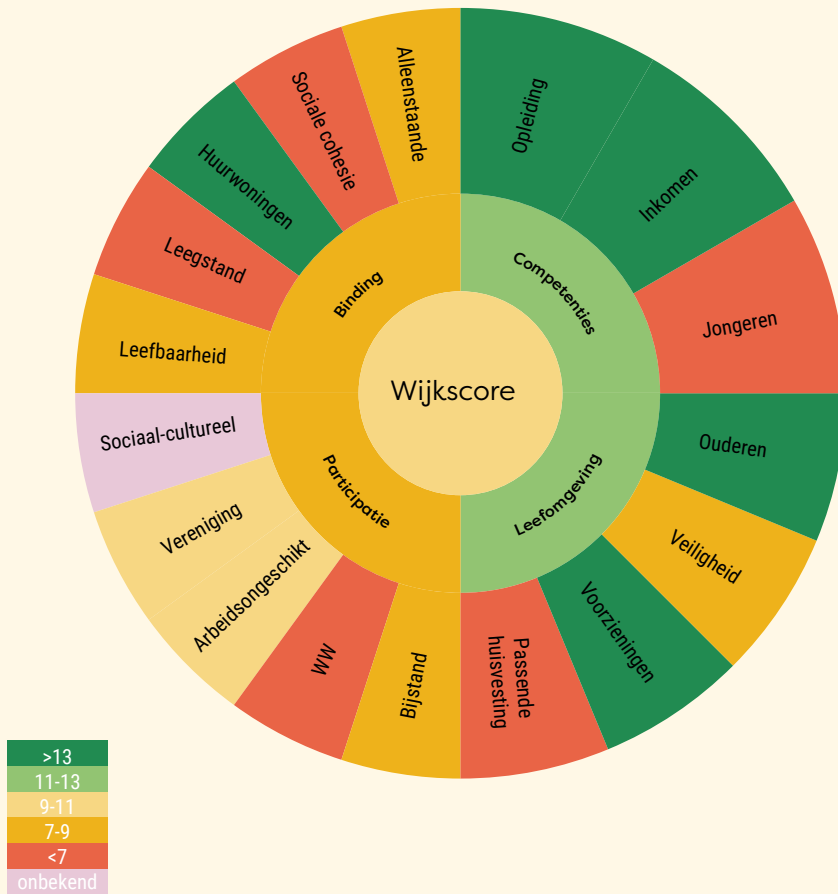 Alleenstaande
Opleiding
Sociale cohesie
Inkomen
Huurwoningen
Leegstand
Jongeren
Leefbaarheid
Binding
Competenties
Wijkscore
Sociaal-cultureel
Ouderen
Participatie
Leefomgeving
Vereniging
Veiligheid
Arbeidsongeschikt
Voorzieningen
WW
Bijstand
Passende
huisvesting
>13
11-13
9-11
7-9
<7
onbekend